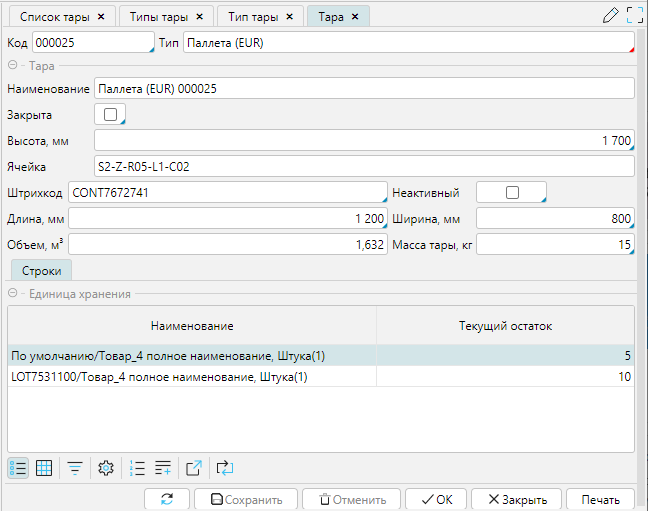 Список тары × Типы тары × Тип тары × Тара ×
Код 000025 Тип Паллета (EUR)
Тара
Наименование Паллета (EUR) 000025
Закрыта
Высота, мм 1 700
Ячейка S2-Z-R05-L1-C02
Штрихкод CONT7672741 Неактивный
Длина, мм 1 200 Ширина, мм 800
Объем, м³ 1,632 Масса тары, кг 15
Строки
Единица хранения
Наименование Текущий остаток
По умолчанию/Товар_4 полное наименование, Штука(1) 5
LOT7531100/Товар_4 полное наименование, Штука(1) 10
Сохранить Отменить ОК Закрыть Печать